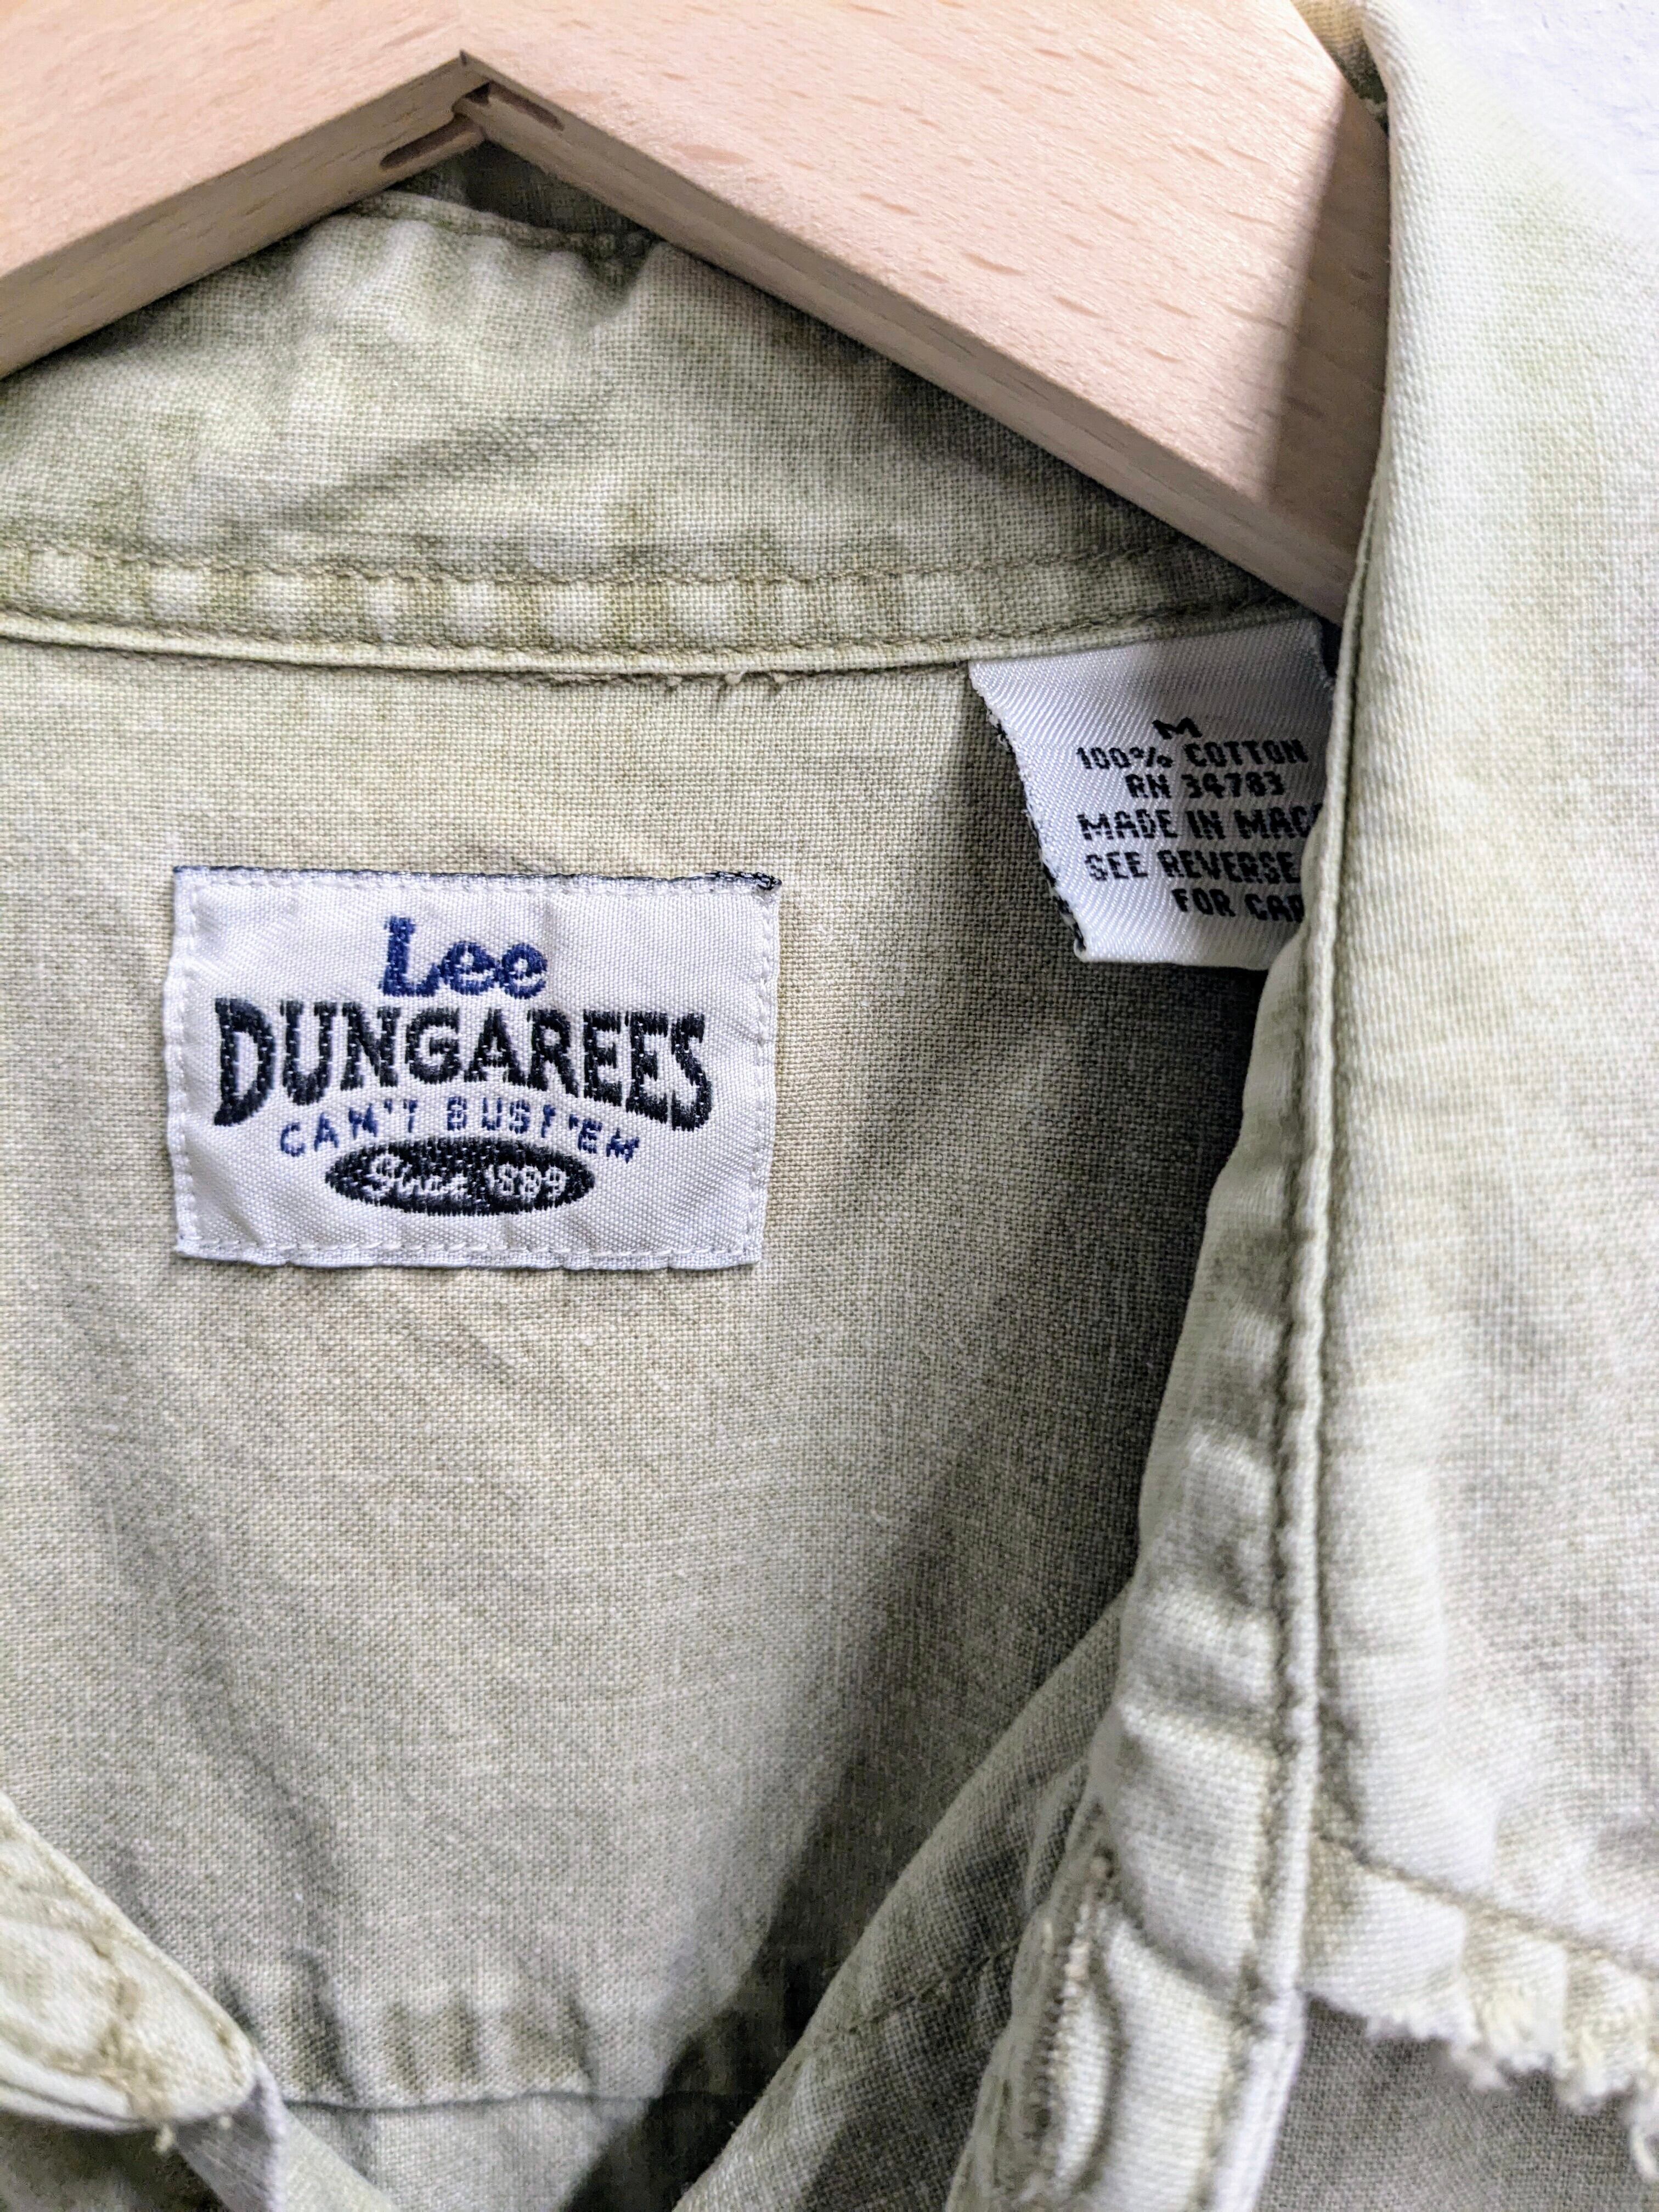 Lee
DUNGAREES
CAN'T BUST 'EM
Since 1889
M
100% COTTON
RN 34783
MADE IN MAC
SEE REVERSE
FOR CAR